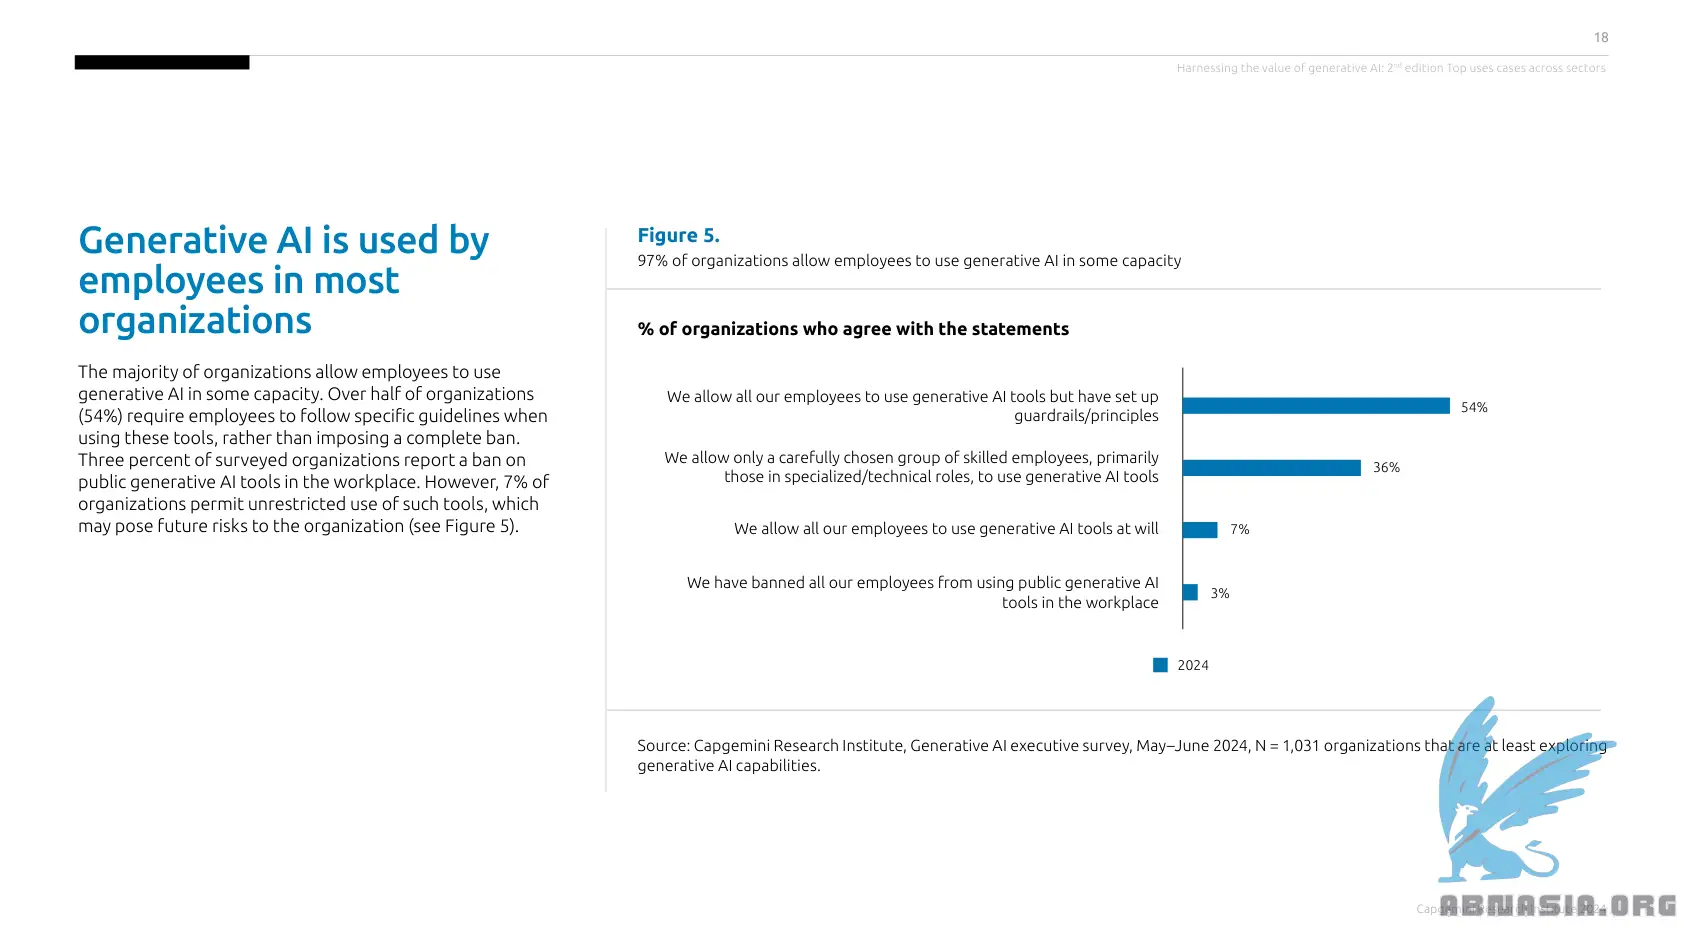 18
Harnessing the value of generative AI: 2nd edition Top uses cases across sectors
Generative AI is used by
employees in most
organizations
The majority of organizations allow employees to use
generative AI in some capacity. Over half of organizations
(54%) require employees to follow specific guidelines when
using these tools, rather than imposing a complete ban.
Three percent of surveyed organizations report a ban on
public generative AI tools in the workplace. However, 7% of
organizations permit unrestricted use of such tools, which
may pose future risks to the organization (see Figure 5).
Figure 5.
97% of organizations allow employees to use generative AI in some capacity
% of organizations who agree with the statements
We allow all our employees to use generative AI tools but have set up
guardrails/principles
54%
We allow only a carefully chosen group of skilled employees, primarily
those in specialized/technical roles, to use generative AI tools
36%
We allow all our employees to use generative AI tools at will
7%
We have banned all our employees from using public generative AI
tools in the workplace
3%
2024
Source: Capgemini Research Institute, Generative AI executive survey, May–June 2024, N = 1,031 organizations that are at least exploring
generative AI capabilities.
Capgemini Research Institute 2024
ABNASIA.ORG